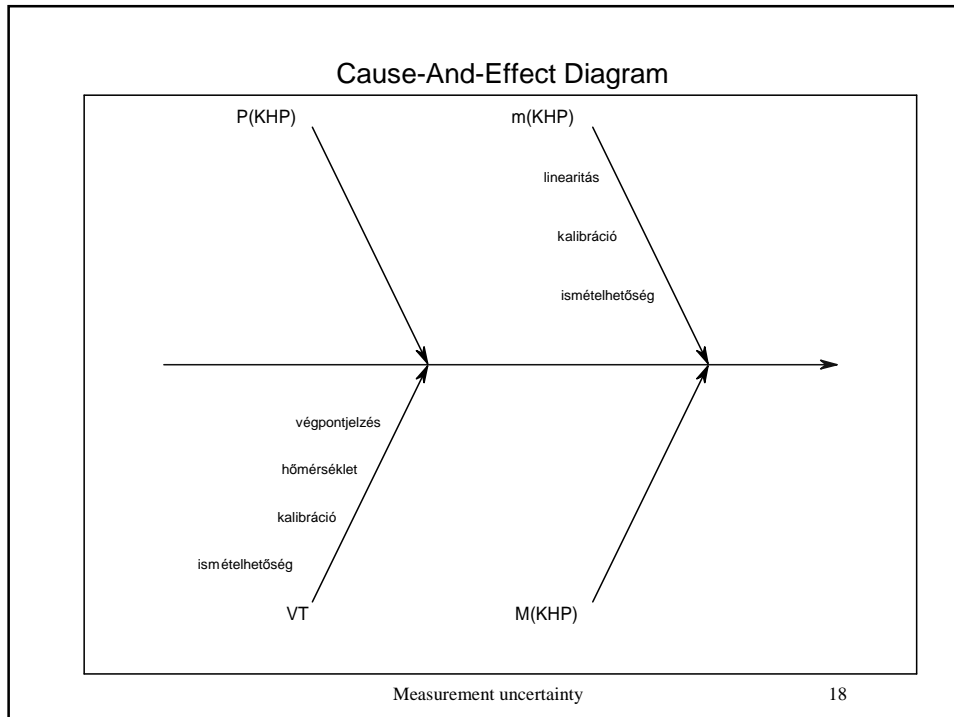 Cause-And-Effect Diagram
P(KHP)
m(KHP)
linearitás
kalibráció
ismételhetőség
végpontjelzés
hőmérséklet
kalibráció
ismételhetőség
VT
M(KHP)
Measurement uncertainty
18